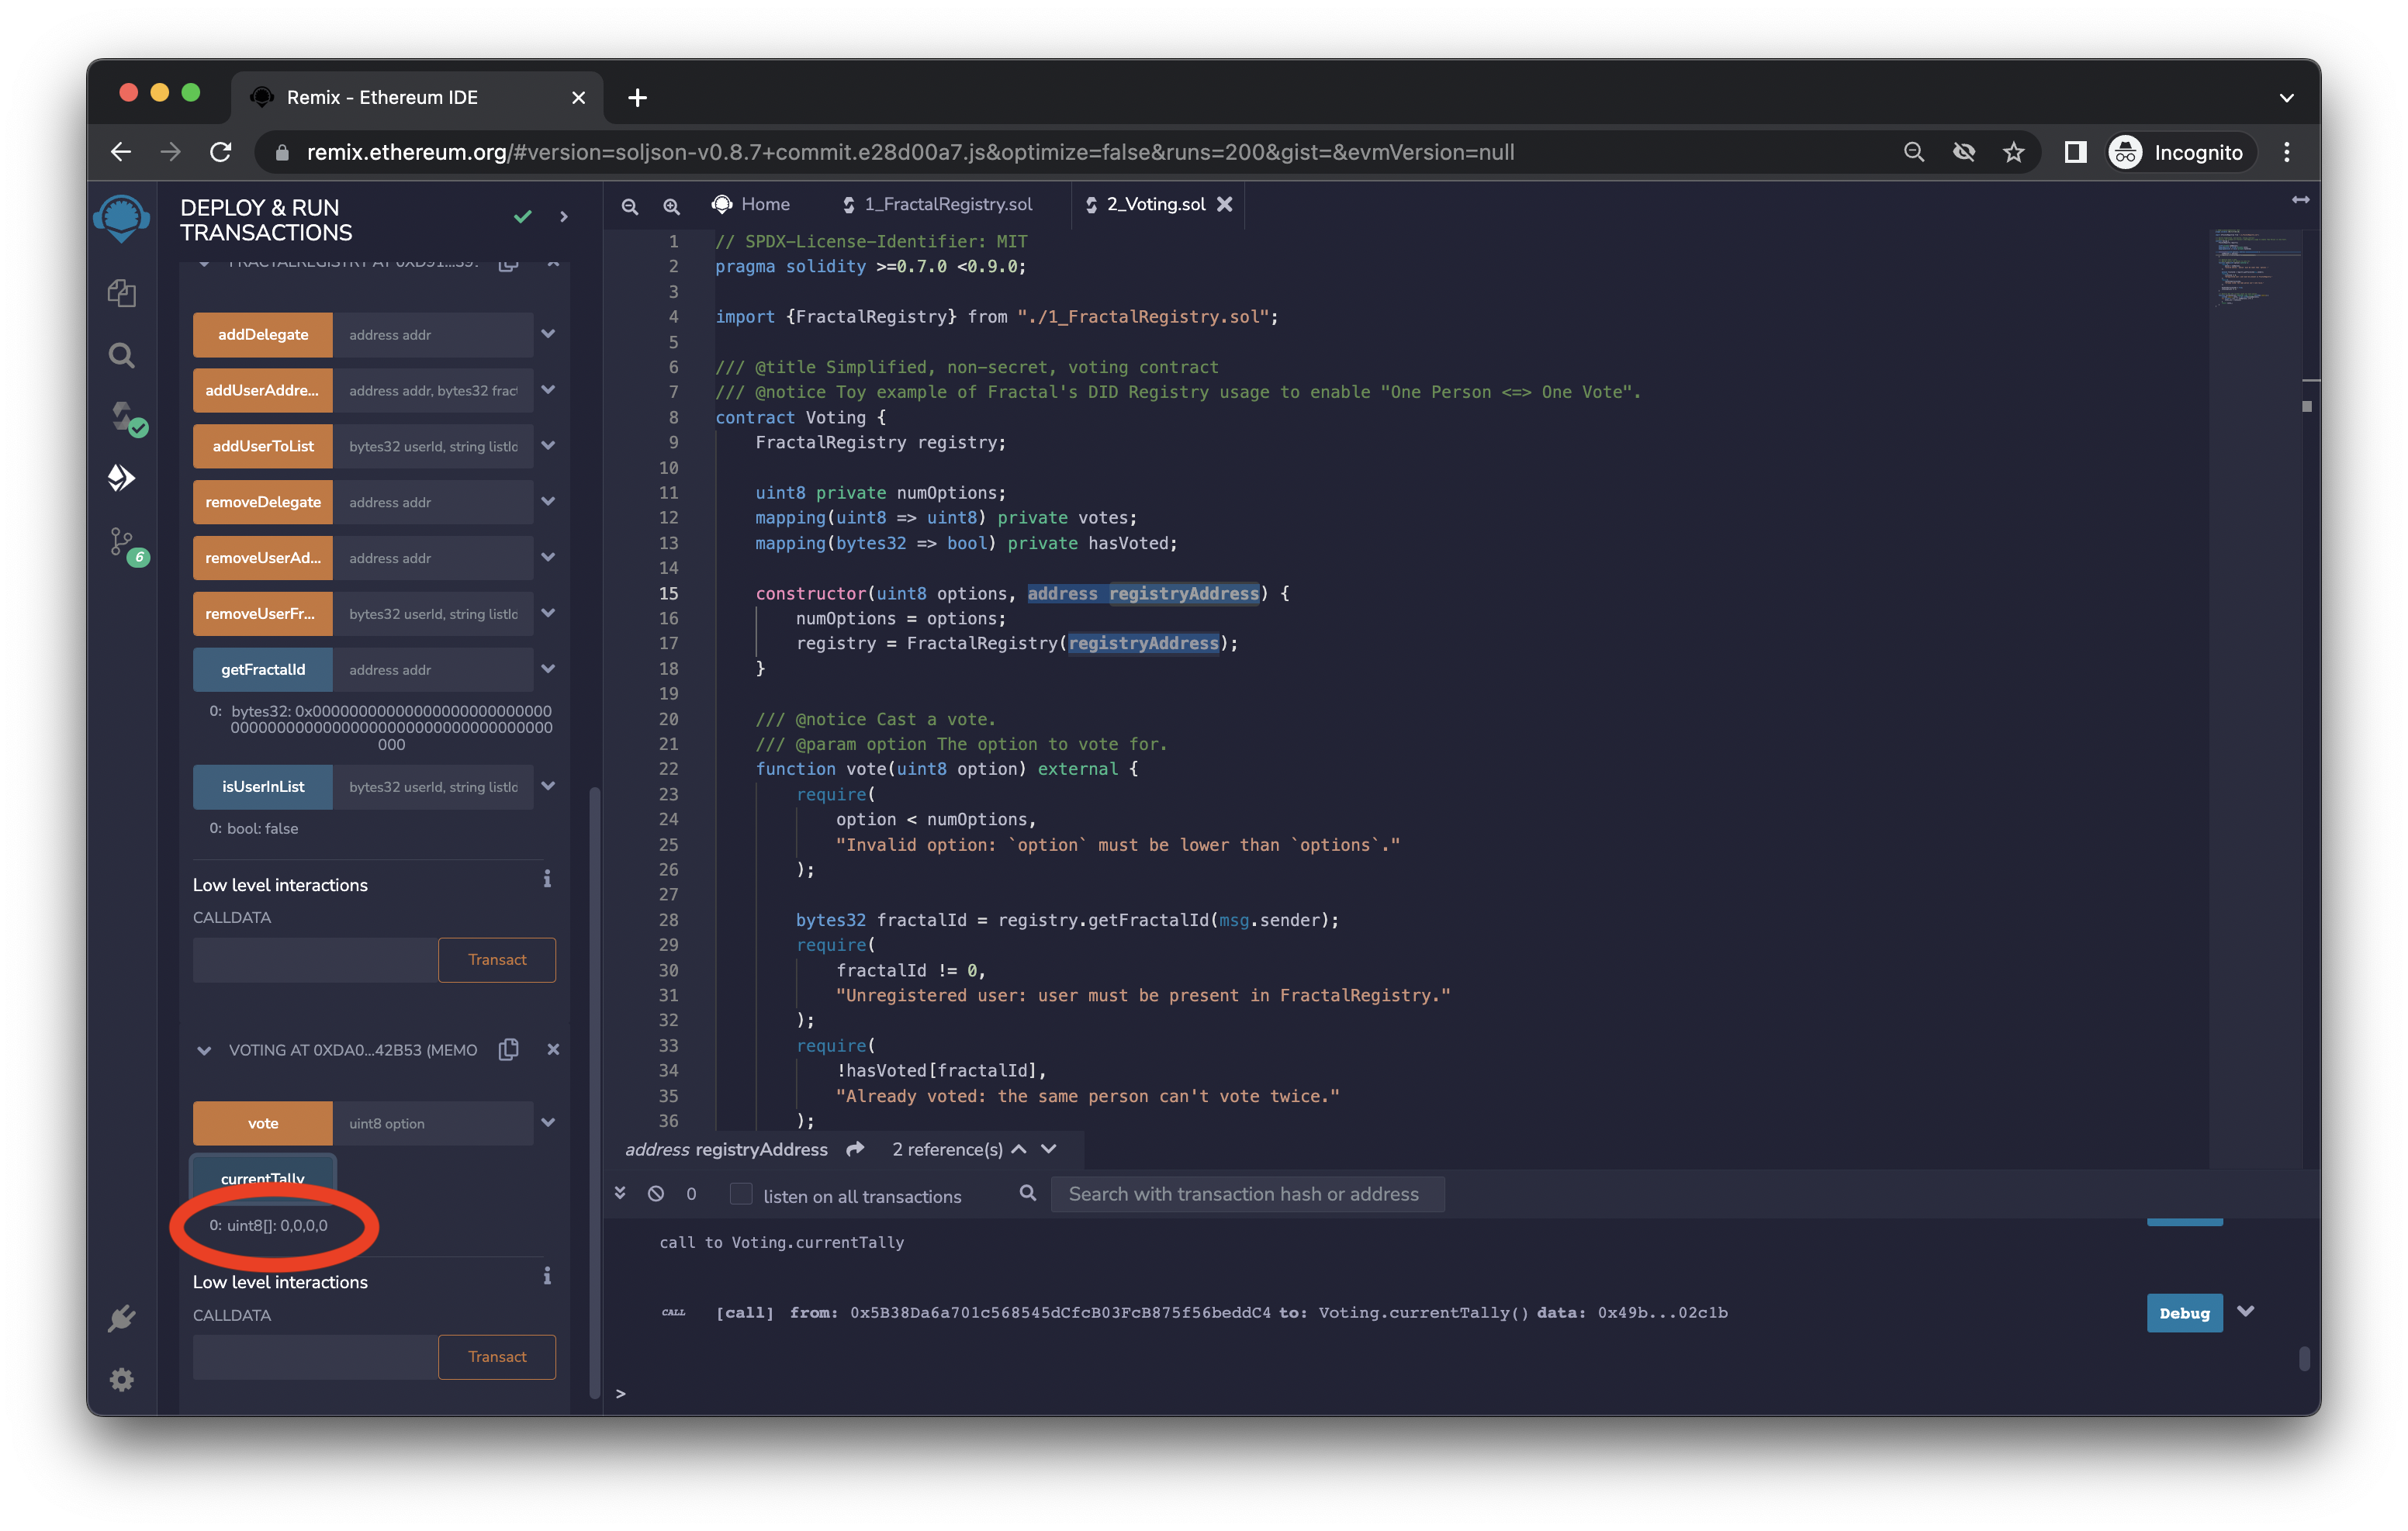 Remix - Ethereum IDE
remix.ethereum.org/#version=soljson-v0.8.7+commit.e28d00a7.js&optimize=false&runs=200&gist=&evmVersion=null
Incognito
DEPLOY & RUN
TRANSACTIONS
FRACTALREGISTRY AT 0XD91...39:
addDelegate address addr
addUserAddre... address addr, bytes32 frac
addUserToList bytes32 userId, string listIc
removeDelegate address addr
removeUserAd... address addr
removeUserFr... bytes32 userId, string listIc
getFractalId address addr
0: bytes32: 0x00000000000000000000000000
00000000000000000000000000000000000
000
isUserInList bytes32 userId, string listIc
0: bool: false
Low level interactions
CALLDATA
Transact
VOTING AT 0XDA0...42B53 (MEMO
vote uint8 option
currentTally
0: uint8[]: 0,0,0,0
Low level interactions
CALLDATA
Transact
6
Home 1_FractalRegistry.sol 2_Voting.sol
1 // SPDX-License-Identifier: MIT
2 pragma solidity >=0.7.0 <0.9.0;
3
4 import {FractalRegistry} from "./1_FractalRegistry.sol";
5
6 /// @title Simplified, non-secret, voting contract
7 /// @notice Toy example of Fractal's DID Registry usage to enable "One Person <=> One Vote".
8 contract Voting {
9 FractalRegistry registry;
10
11 uint8 private numOptions;
12 mapping(uint8 => uint8) private votes;
13 mapping(bytes32 => bool) private hasVoted;
14
15 constructor(uint8 options, address registryAddress) {
16 numOptions = options;
17 registry = FractalRegistry(registryAddress);
18 }
19
20 /// @notice Cast a vote.
21 /// @param option The option to vote for.
22 function vote(uint8 option) external {
23 require(
24 option < numOptions,
25 "Invalid option: `option` must be lower than `options`."
26 );
27
28 bytes32 fractalId = registry.getFractalId(msg.sender);
29 require(
30 fractalId != 0,
31 "Unregistered user: user must be present in FractalRegistry."
32 );
33 require(
34 !hasVoted[fractalId],
35 "Already voted: the same person can't vote twice."
36 );
address registryAddress 2 reference(s)
0 listen on all transactions Search with transaction hash or address
call to Voting.currentTally
CALL [call] from: 0x5B38Da6a701c568545dCfcB03FcB875f56beddC4 to: Voting.currentTally() data: 0x49b...02c1b
Debug
>